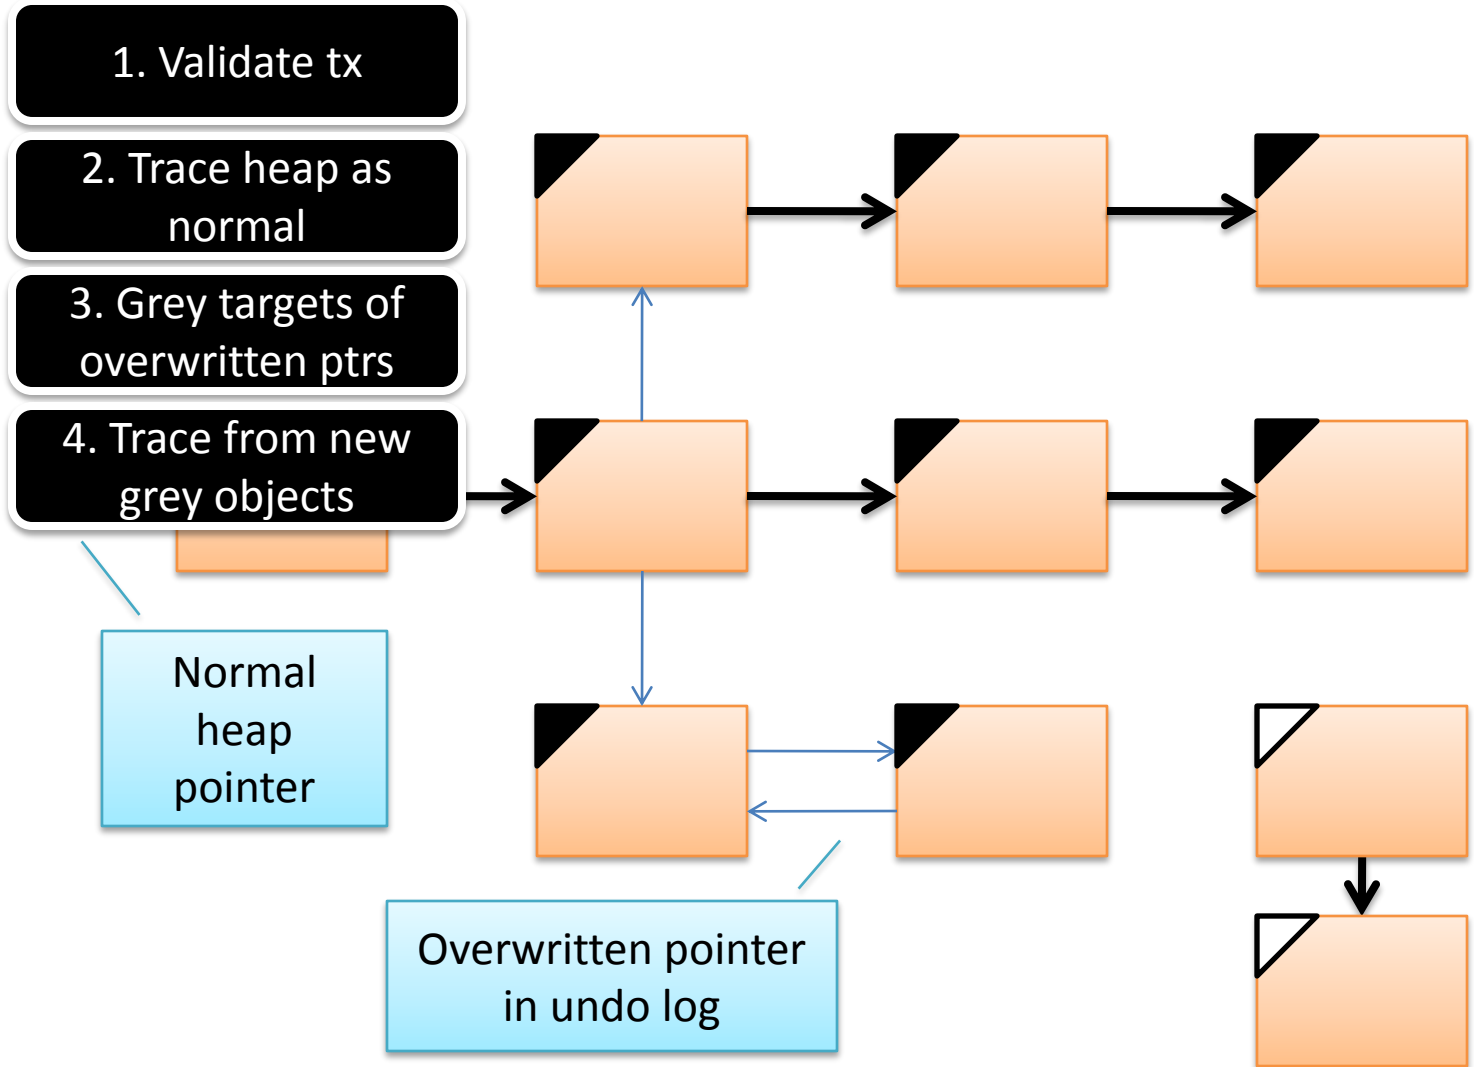 1. Validate tx
2. Trace heap as
normal
3. Grey targets of
overwritten ptrs
4. Trace from new
grey objects
Normal
heap
pointer
Overwritten pointer
in undo log